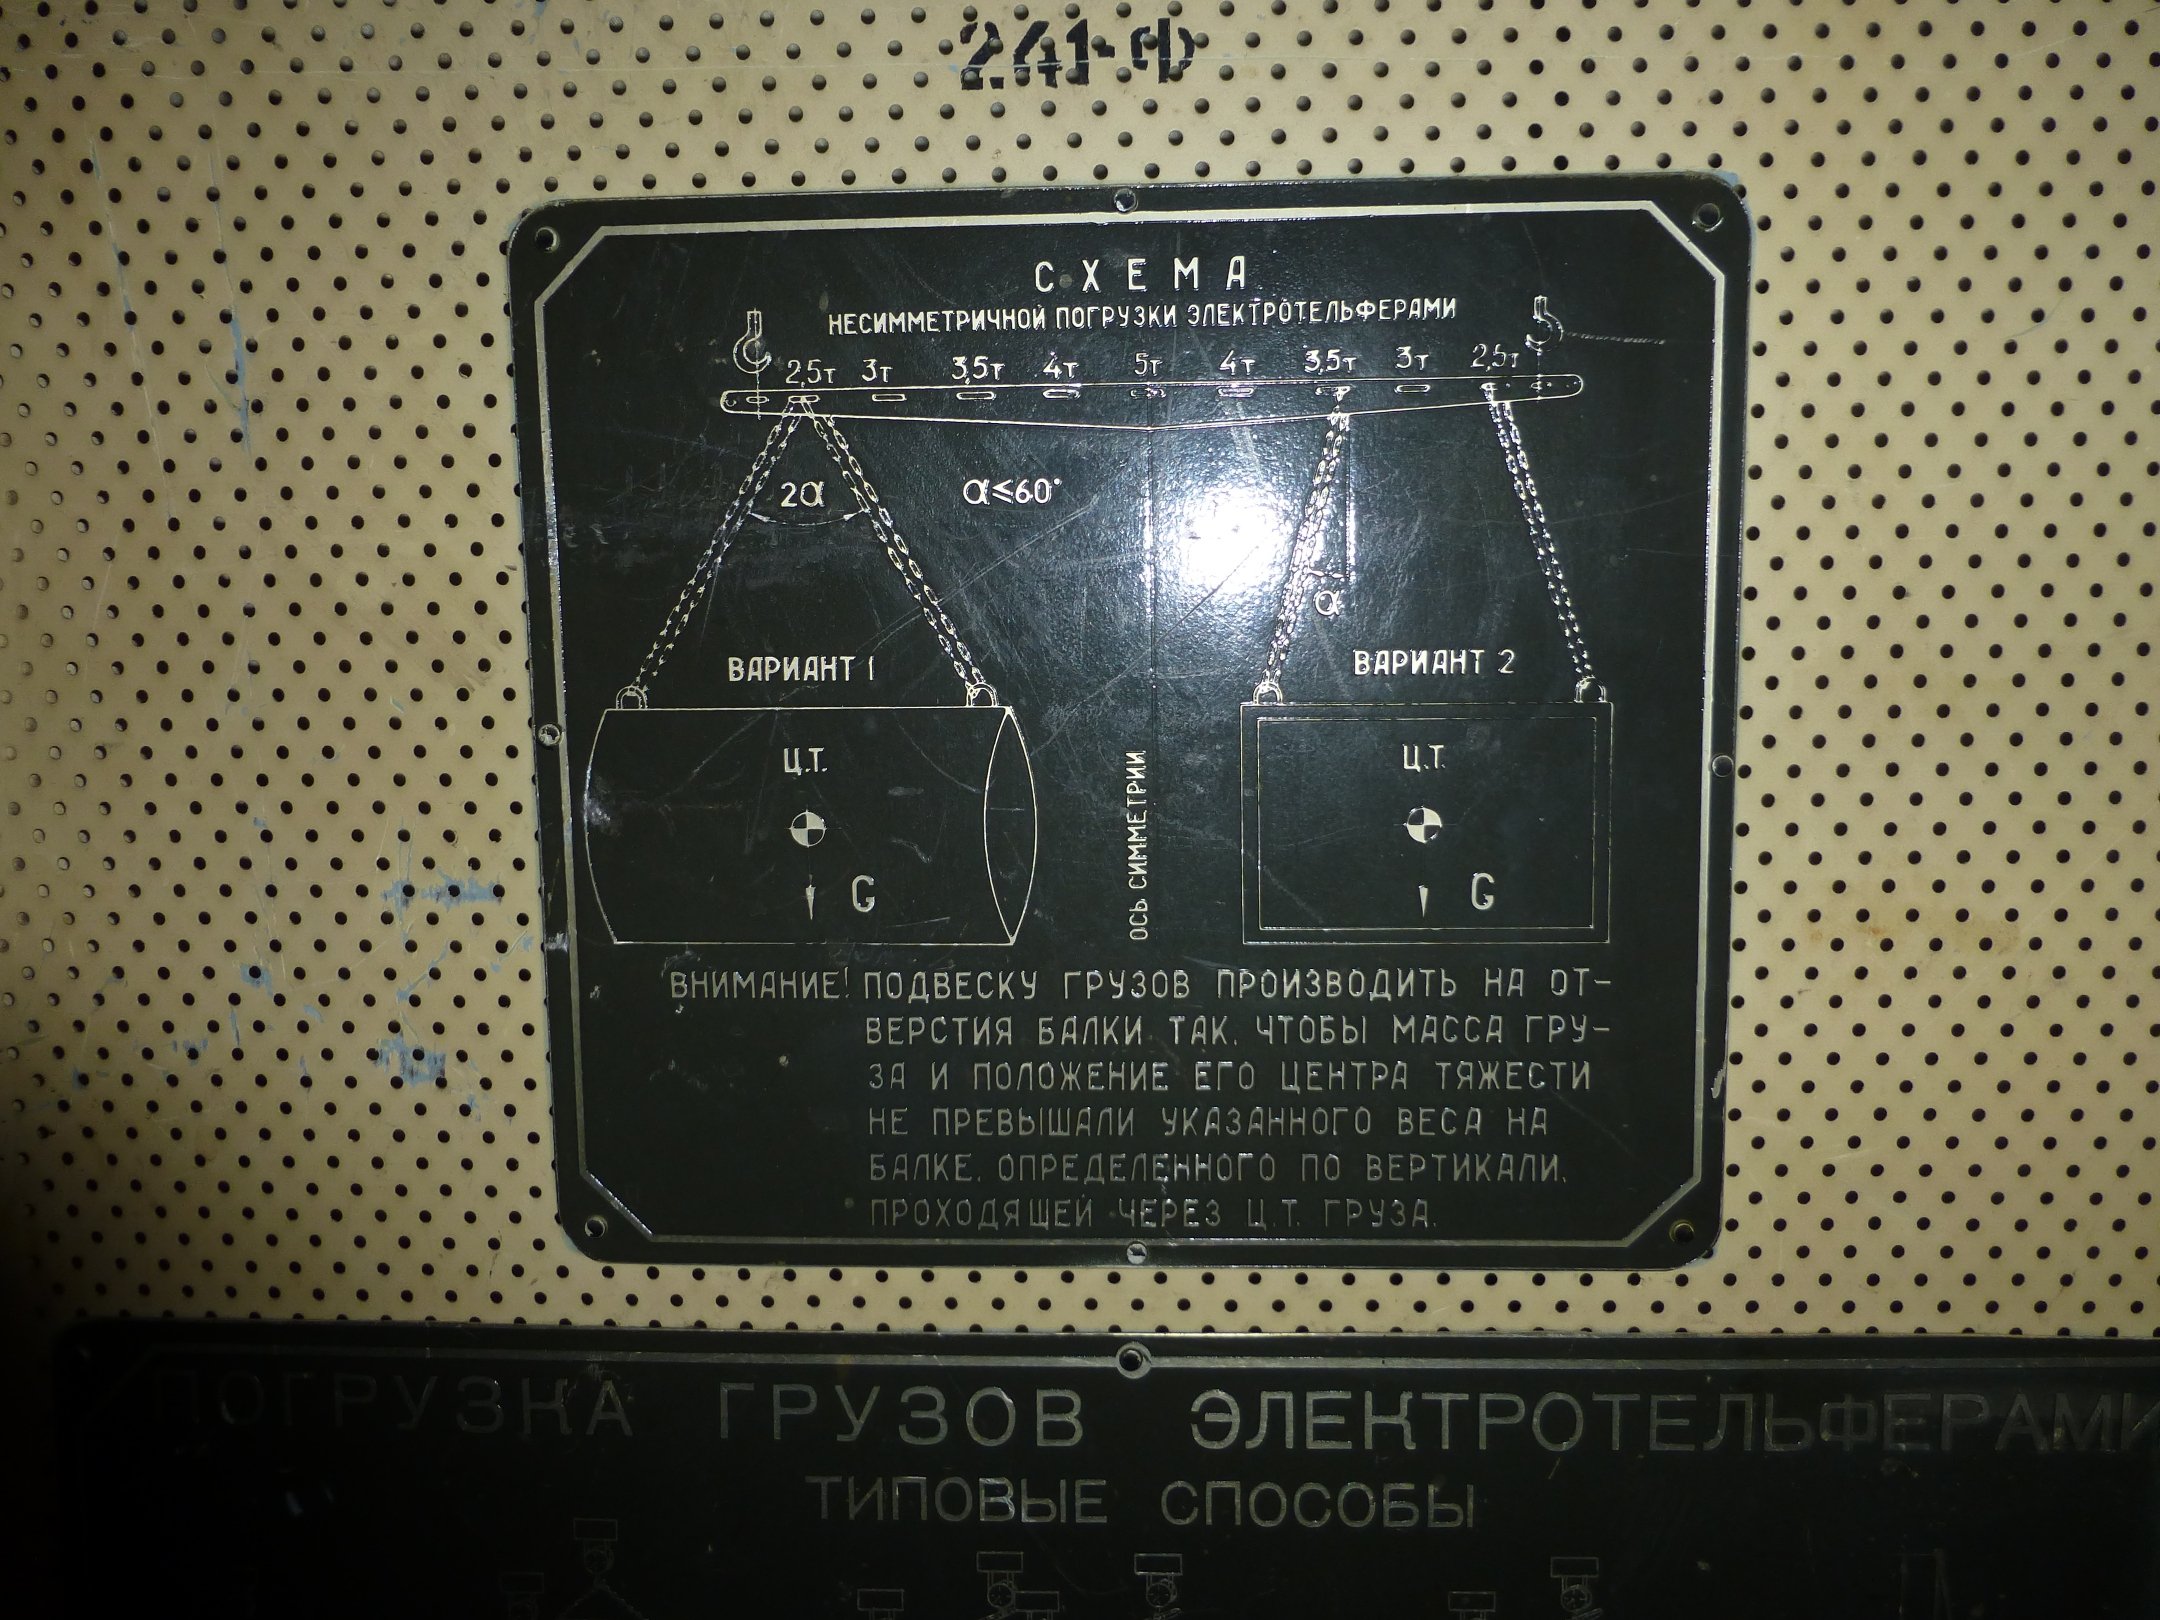 241-Ф
СХЕМА
НЕСИММЕТРИЧНОЙ ПОГРУЗКИ ЭЛЕКТРОТЕЛЬФЕРАМИ
2,5т 3т 3,5т 4т 5т 4т 3,5т 3т 2,5т
2α α≤60°
α
ВАРИАНТ 1 ВАРИАНТ 2
Ц.Т. Ц.Т.
G G
ОСЬ СИММЕТРИИ
ВНИМАНИЕ! ПОДВЕСКУ ГРУЗОВ ПРОИЗВОДИТЬ НА ОТ-
ВЕРСТИЯ БАЛКИ ТАК, ЧТОБЫ МАССА ГРУ-
ЗА И ПОЛОЖЕНИЕ ЕГО ЦЕНТРА ТЯЖЕСТИ
НЕ ПРЕВЫШАЛИ УКАЗАННОГО ВЕСА НА
БАЛКЕ, ОПРЕДЕЛЕННОГО ПО ВЕРТИКАЛИ,
ПРОХОДЯЩЕЙ ЧЕРЕЗ Ц.Т. ГРУЗА.
ПОГРУЗКА ГРУЗОВ ЭЛЕКТРОТЕЛЬФЕРАМИ
ТИПОВЫЕ СПОСОБЫ